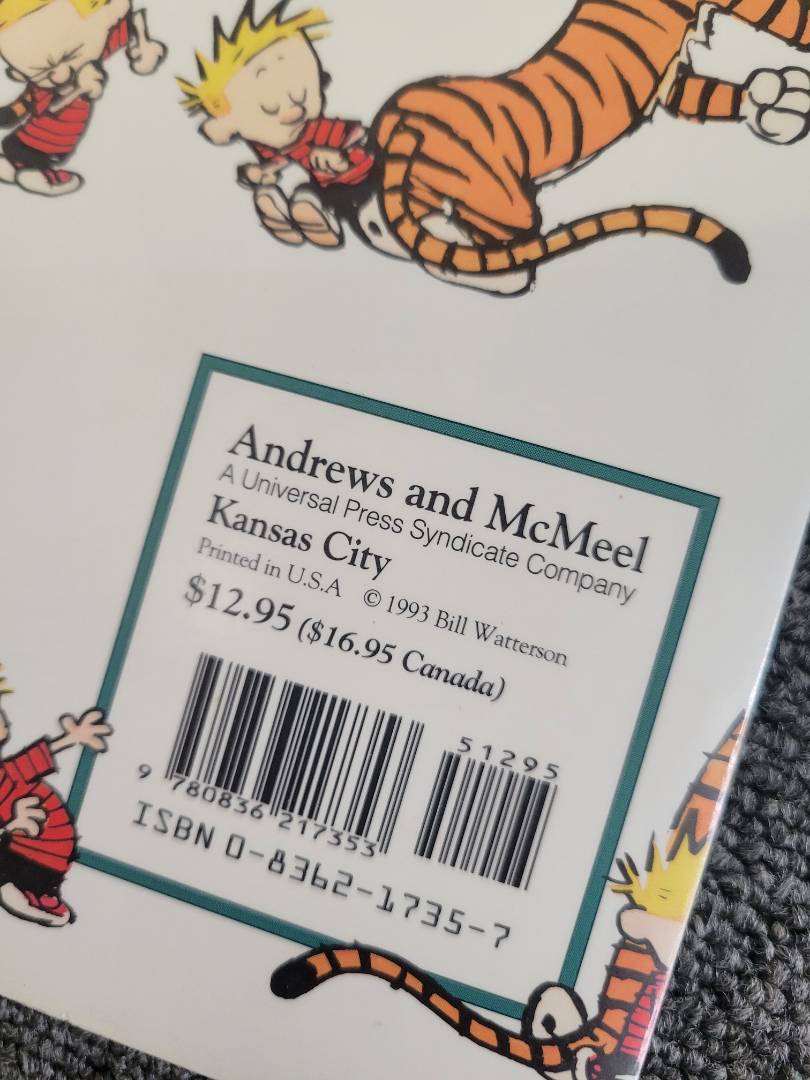 Andrews and McMeel
A Universal Press Syndicate Company
Kansas City
Printed in U.S.A © 1993 Bill Watterson
$12.95 ($16.95 Canada)
51295
9 780836 217353
ISBN 0-8362-1735-7